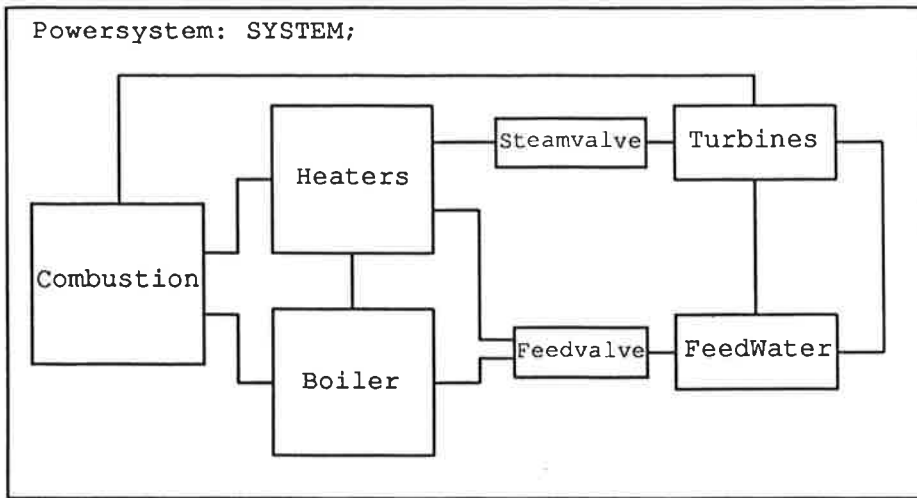 Powersystem: SYSTEM;
Steamvalve
Turbines
Heaters
Combustion
Feedvalve
FeedWater
Boiler